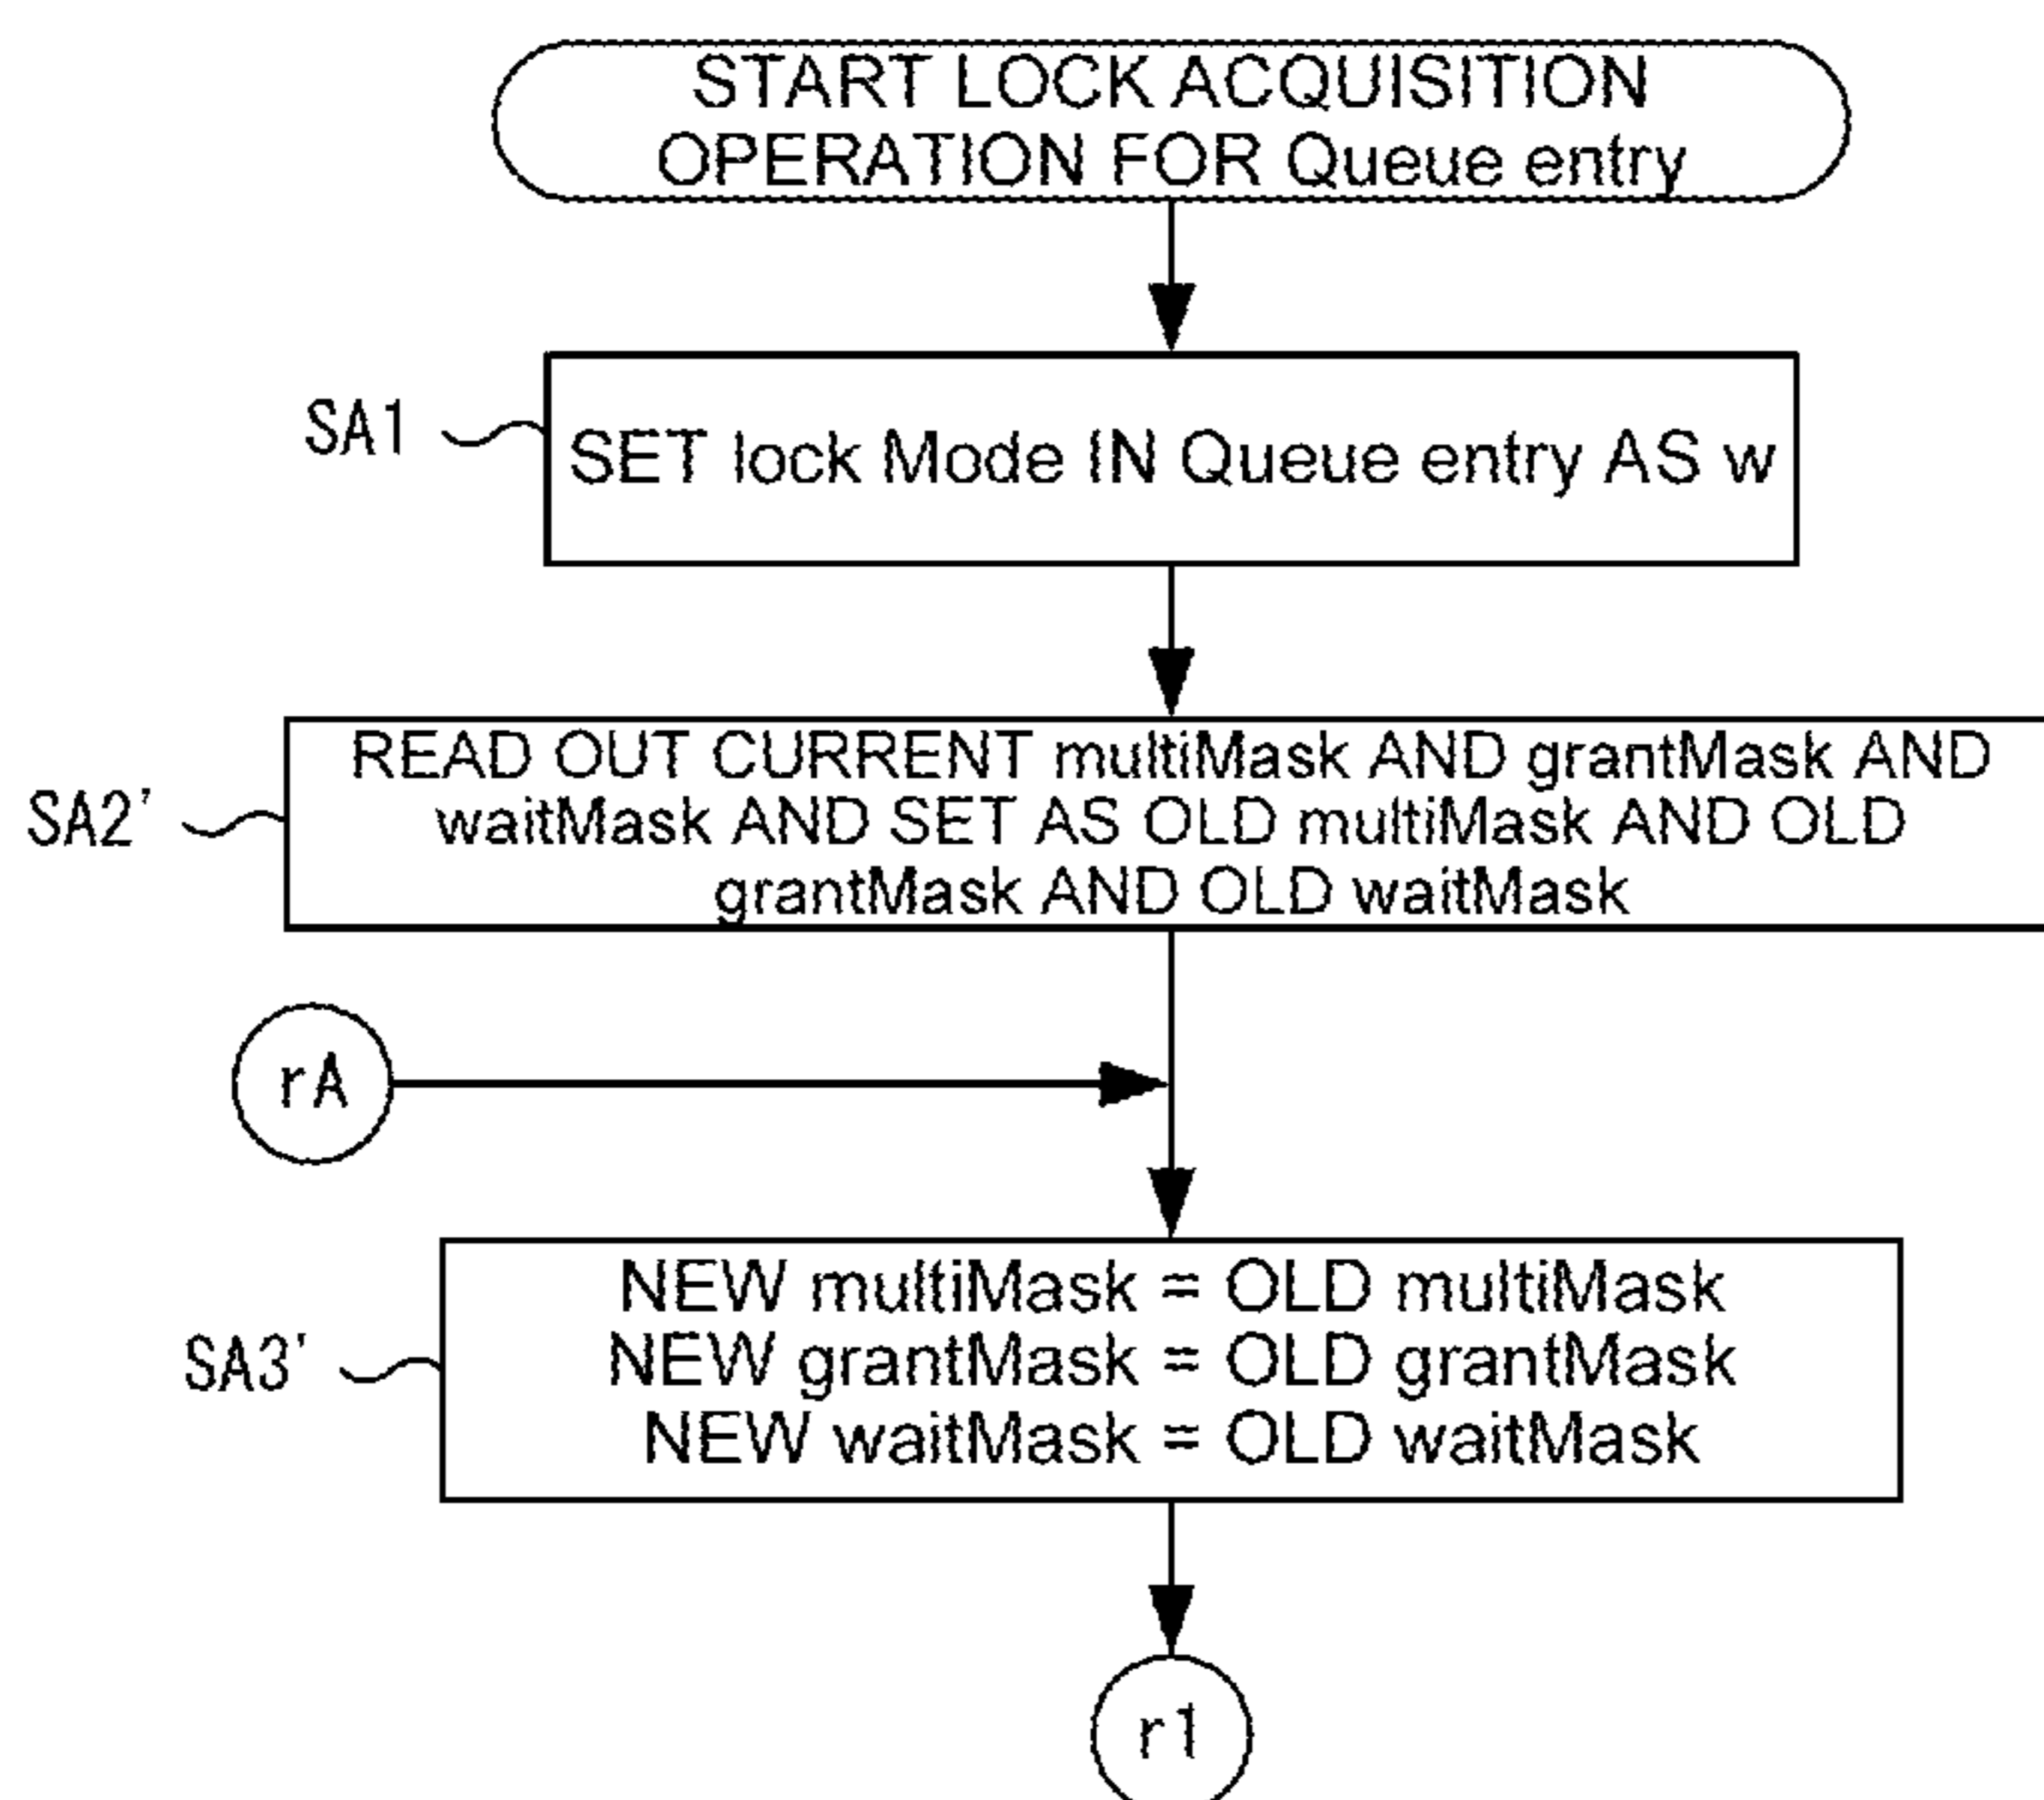 START LOCK ACQUISITION
OPERATION FOR Queue entry
SA1
SET lock Mode IN Queue entry AS w
SA2'
READ OUT CURRENT multiMask AND grantMask AND
waitMask AND SET AS OLD multiMask AND OLD
grantMask AND OLD waitMask
rA
SA3'
NEW multiMask = OLD multiMask
NEW grantMask = OLD grantMask
NEW waitMask = OLD waitMask
r1